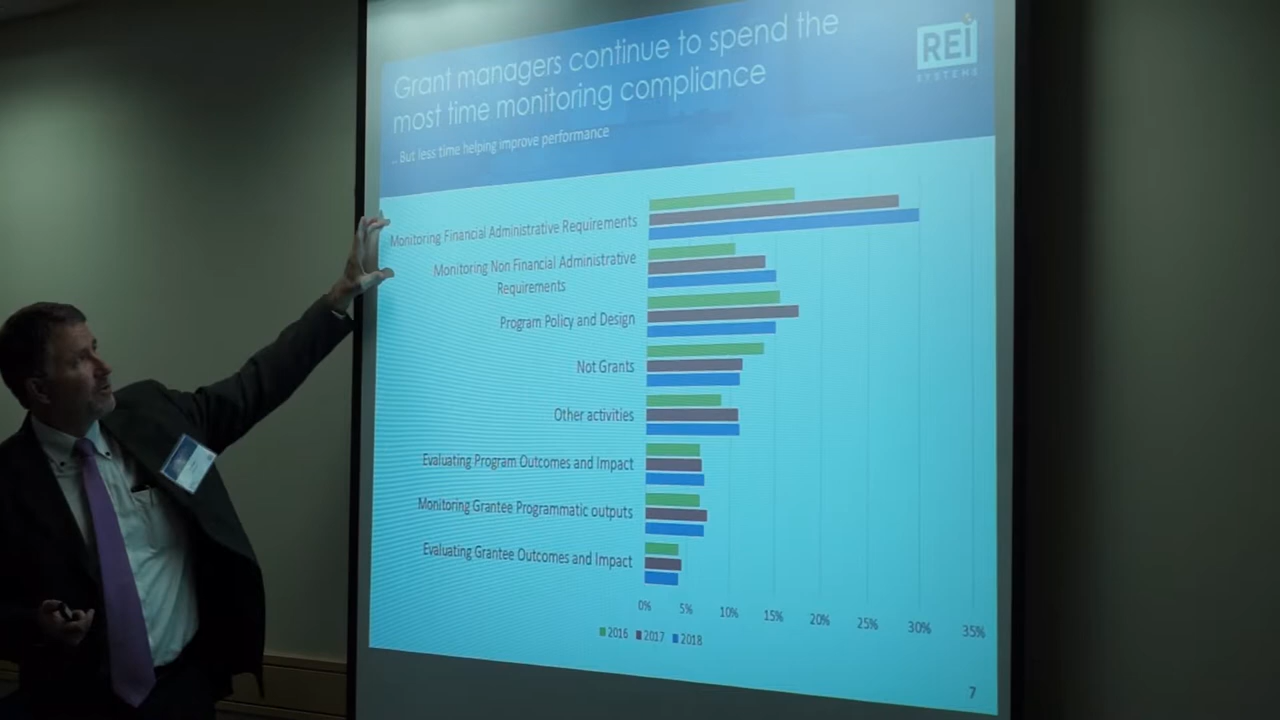 Grant managers continue to spend the
most time monitoring compliance
... But less time helping improve performance
REI
SYSTEMS
Monitoring Financial Administrative Requirements
Monitoring Non Financial Administrative
Requirements
Program Policy and Design
Not Grants
Other activities
Evaluating Program Outcomes and Impact
Monitoring Grantee Programmatic outputs
Evaluating Grantee Outcomes and Impact
0% 5% 10% 15% 20% 25% 30% 35%
2016 2017 2018
7